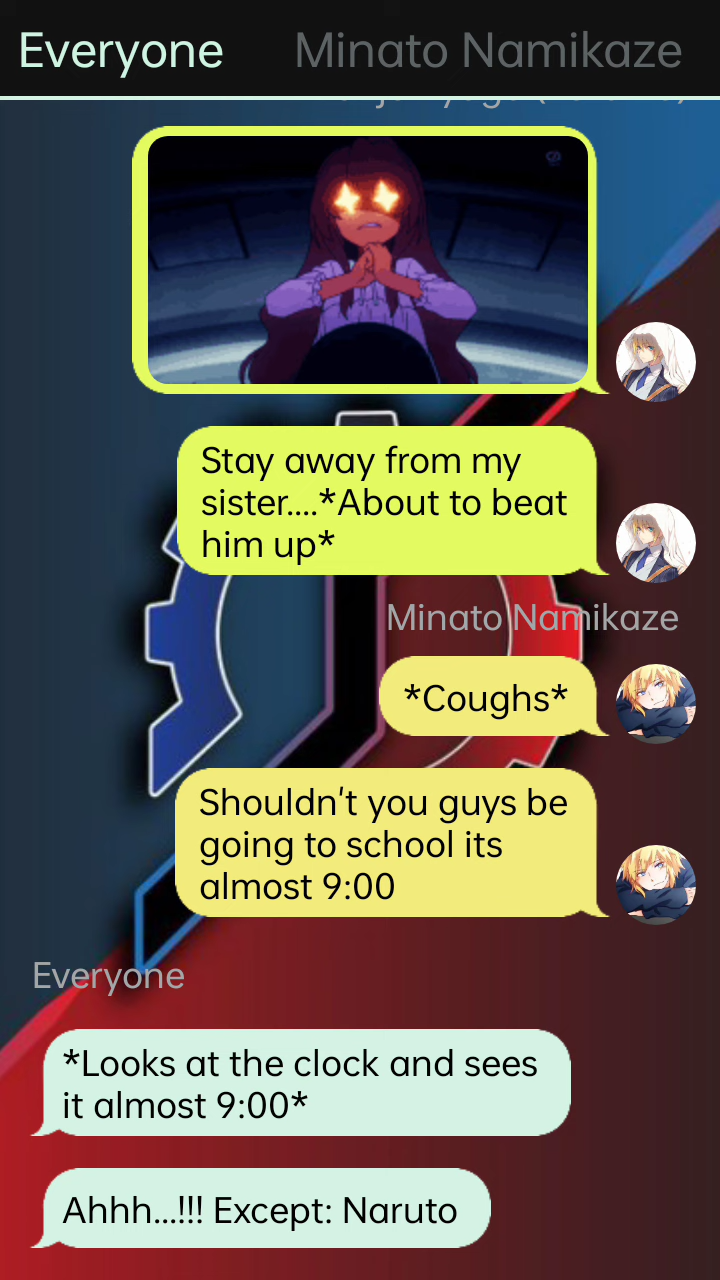 Everyone
Minato Namikaze
Stay away from my
sister....*About to beat
him up*
Minato Namikaze
*Coughs*
Shouldn't you guys be
going to school its
almost 9:00
Everyone
*Looks at the clock and sees
it almost 9:00*
Ahhh...!!! Except: Naruto